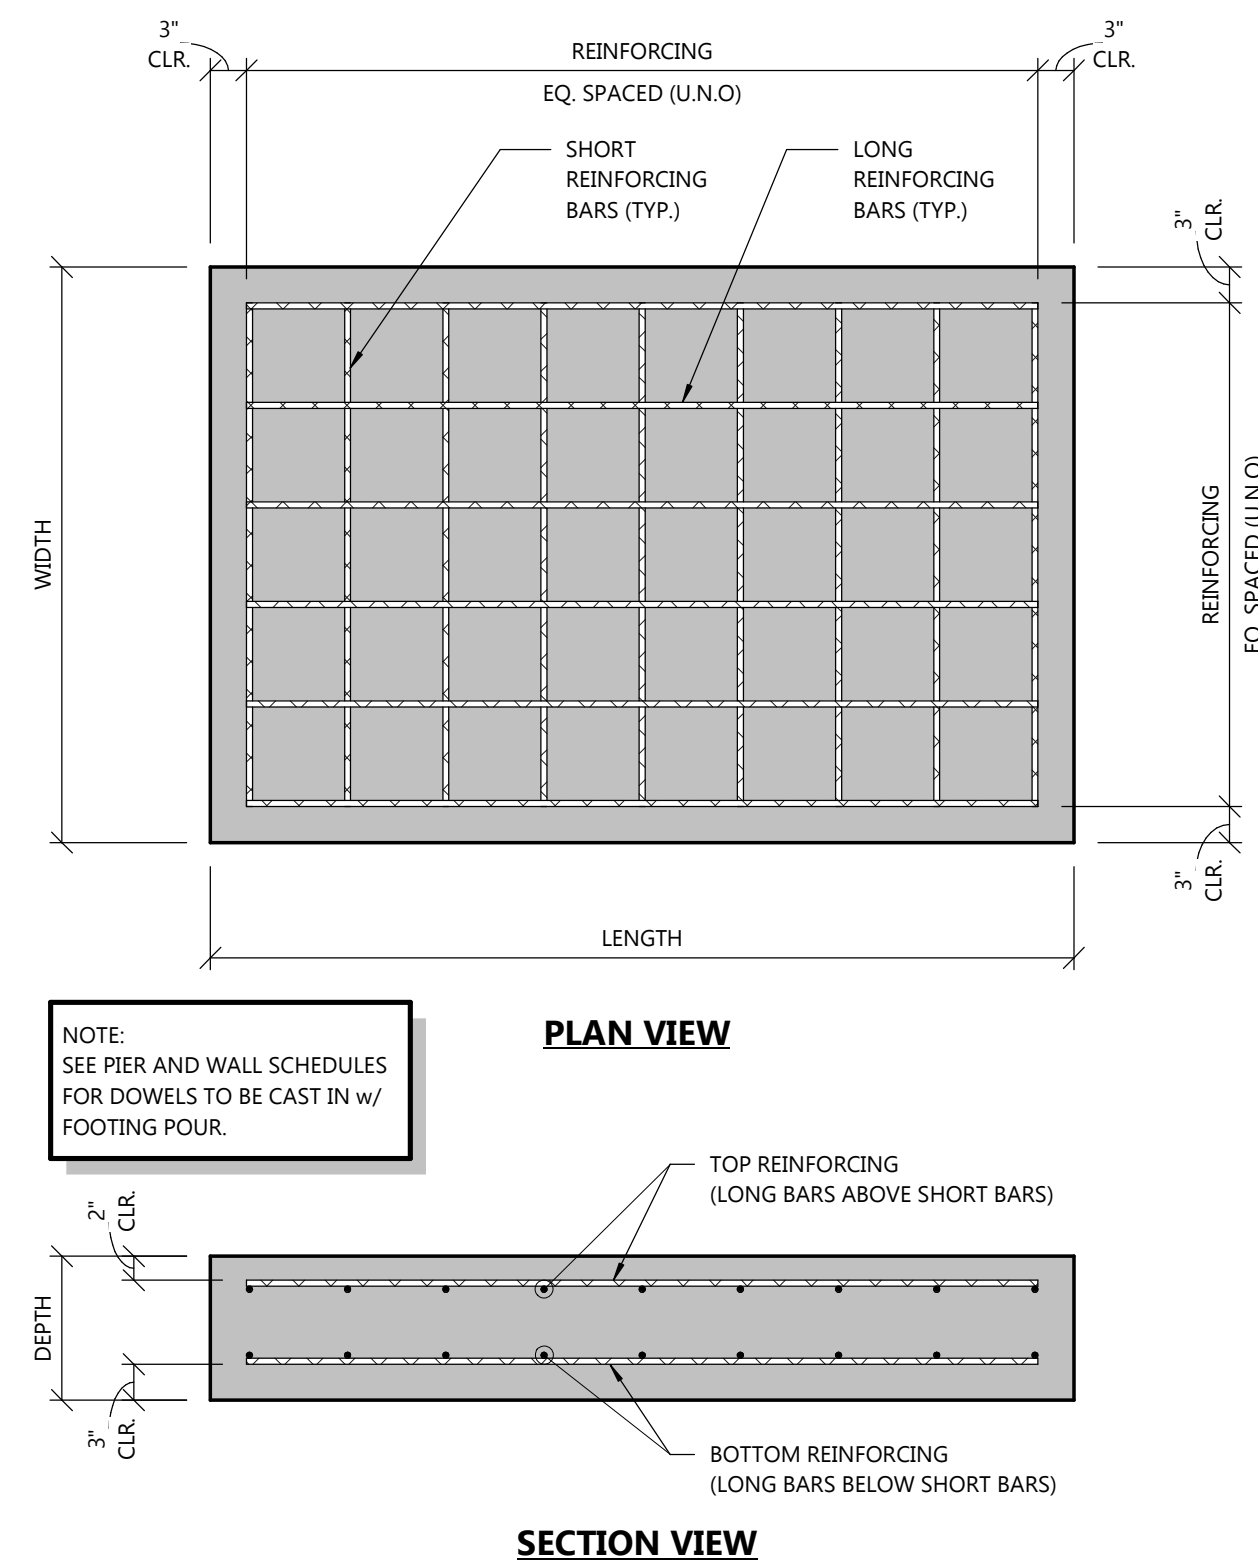 3"
CLR.
REINFORCING
EQ. SPACED (U.N.O)
3"
CLR.
SHORT
REINFORCING
BARS (TYP.)
LONG
REINFORCING
BARS (TYP.)
3"
CLR.
WIDTH
REINFORCING
EQ. SPACED (U.N.O)
3"
CLR.
LENGTH
PLAN VIEW
NOTE:
SEE PIER AND WALL SCHEDULES
FOR DOWELS TO BE CAST IN w/
FOOTING POUR.
TOP REINFORCING
(LONG BARS ABOVE SHORT BARS)
2"
CLR.
DEPTH
3"
CLR.
BOTTOM REINFORCING
(LONG BARS BELOW SHORT BARS)
SECTION VIEW